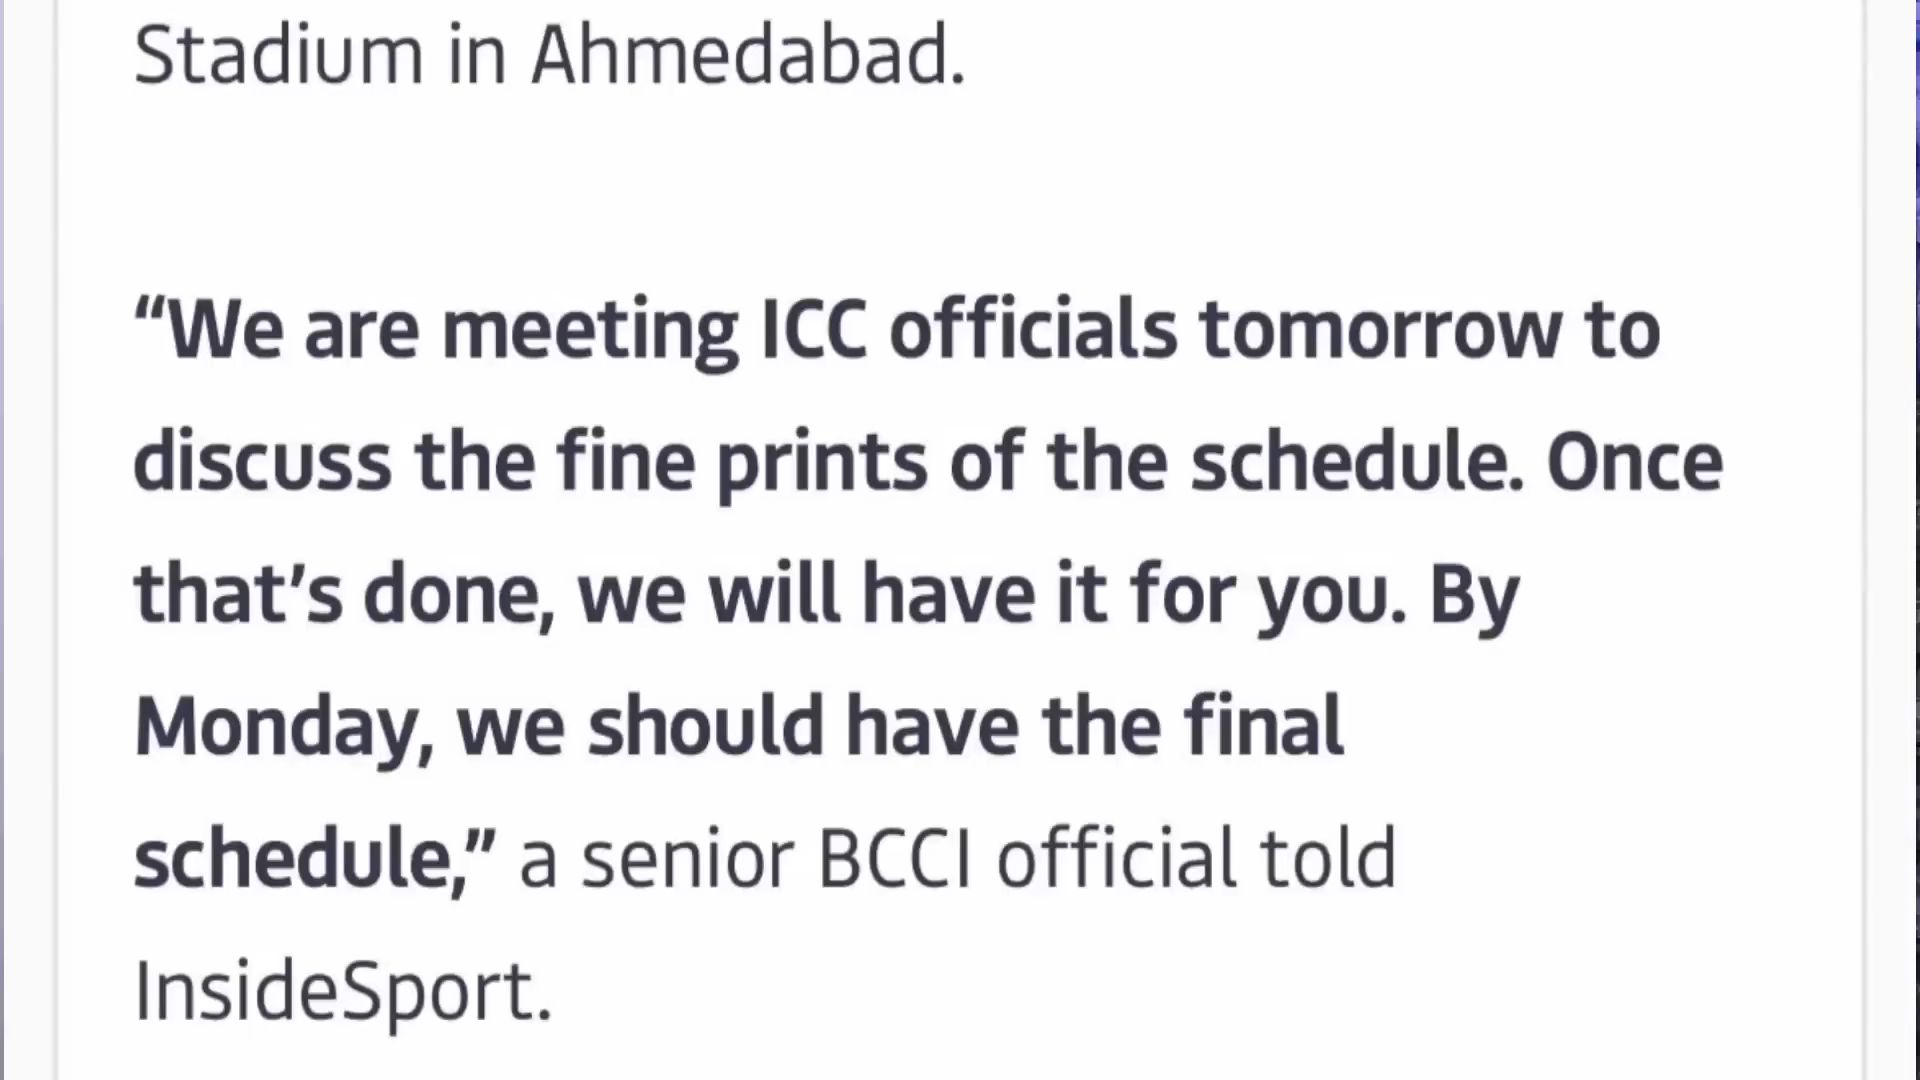 Stadium in Ahmedabad.
“We are meeting ICC officials tomorrow to
discuss the fine prints of the schedule. Once
that’s done, we will have it for you. By
Monday, we should have the final
schedule,” a senior BCCI official told
InsideSport.